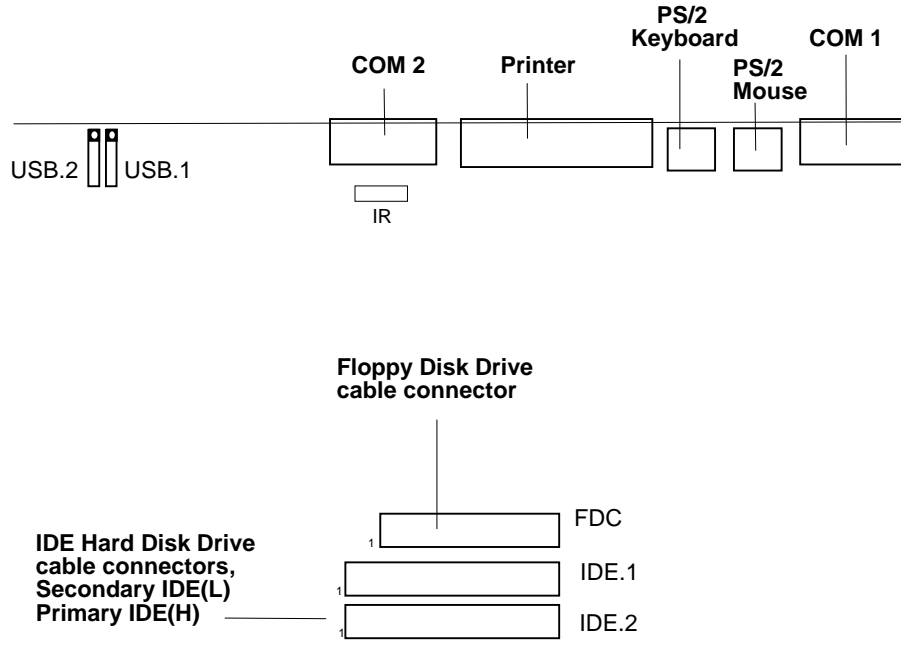 PS/2
Keyboard
COM 1
COM 2
Printer
PS/2
Mouse
USB.2
USB.1
IR
Floppy Disk Drive
cable connector
FDC
1
IDE Hard Disk Drive
cable connectors,
Secondary IDE(L)
Primary IDE(H)
IDE.1
1
IDE.2
1